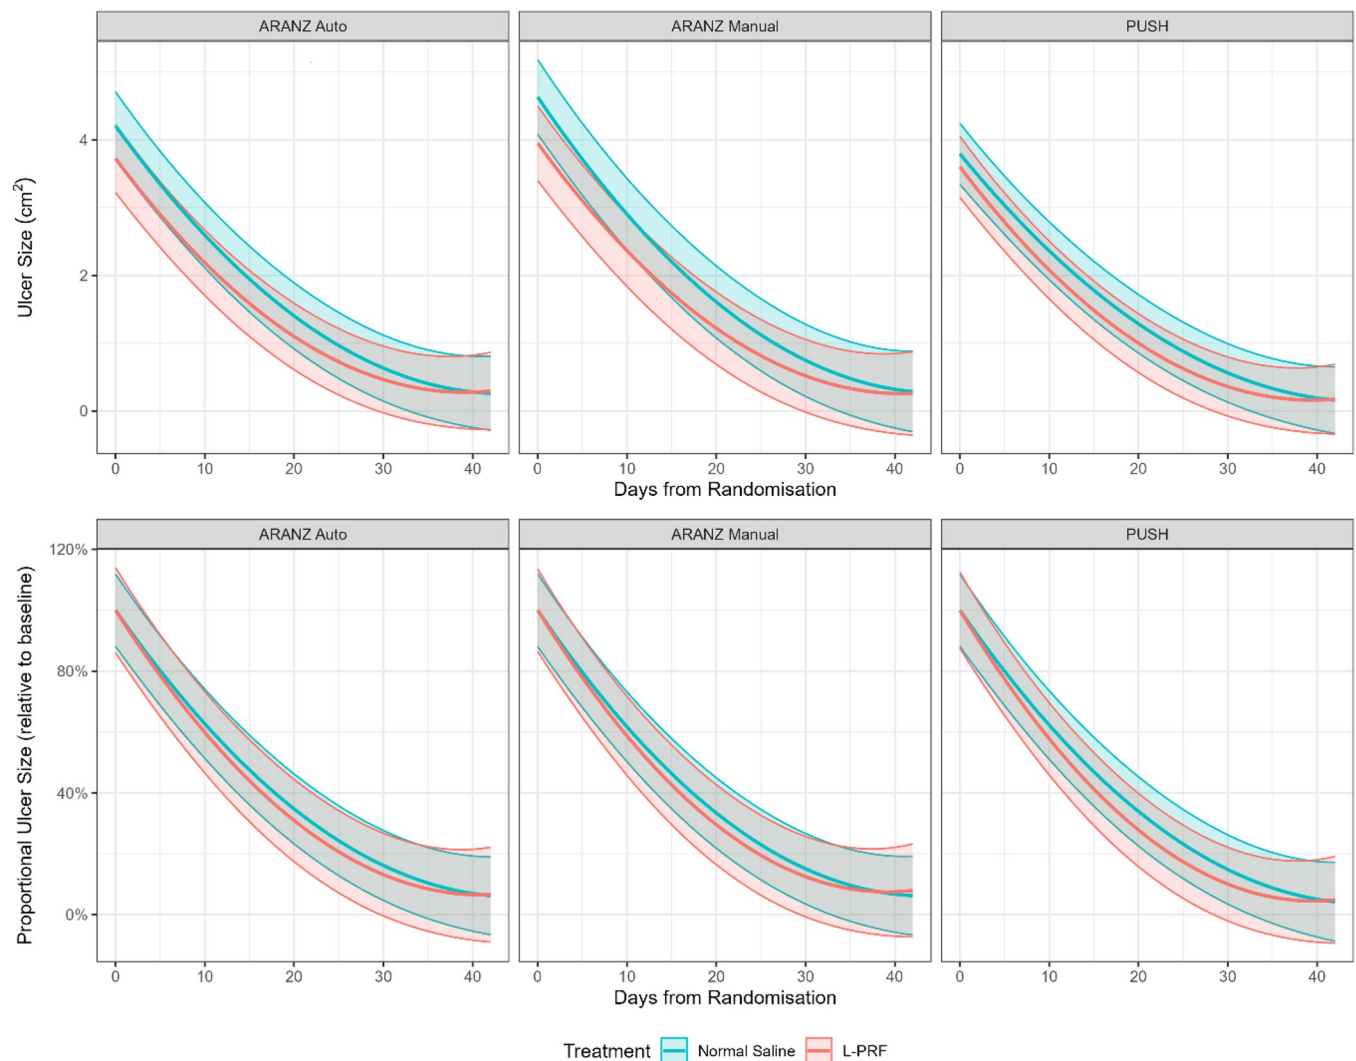 ARANZ Auto ARANZ Manual PUSH
Ulcer Size (cm²)
4
2
0
0 10 20 30 40 0 10 20 30 40 0 10 20 30 40
Days from Randomisation
ARANZ Auto ARANZ Manual PUSH
Proportional Ulcer Size (relative to baseline)
120%
80%
40%
0%
0 10 20 30 40 0 10 20 30 40 0 10 20 30 40
Days from Randomisation
Treatment Normal Saline L-PRF